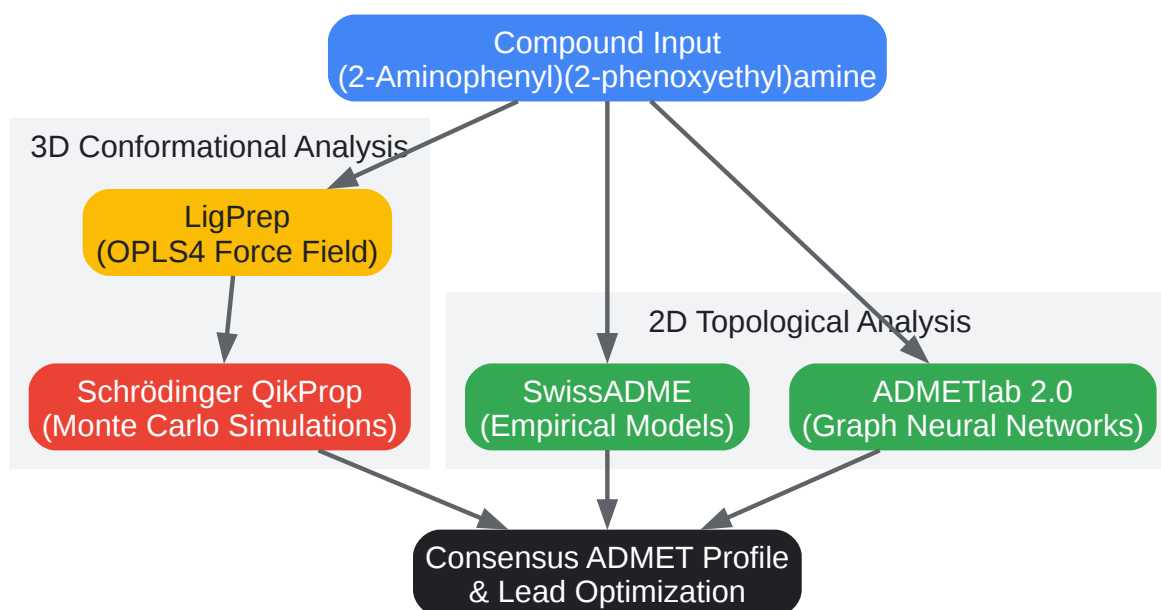 Compound Input
(2-Aminophenyl)(2-phenoxyethyl)amine
3D Conformational Analysis
LigPrep
(OPLS4 Force Field)
2D Topological Analysis
Schrödinger QikProp
(Monte Carlo Simulations)
SwissADME
(Empirical Models)
ADMETlab 2.0
(Graph Neural Networks)
Consensus ADMET Profile
& Lead Optimization